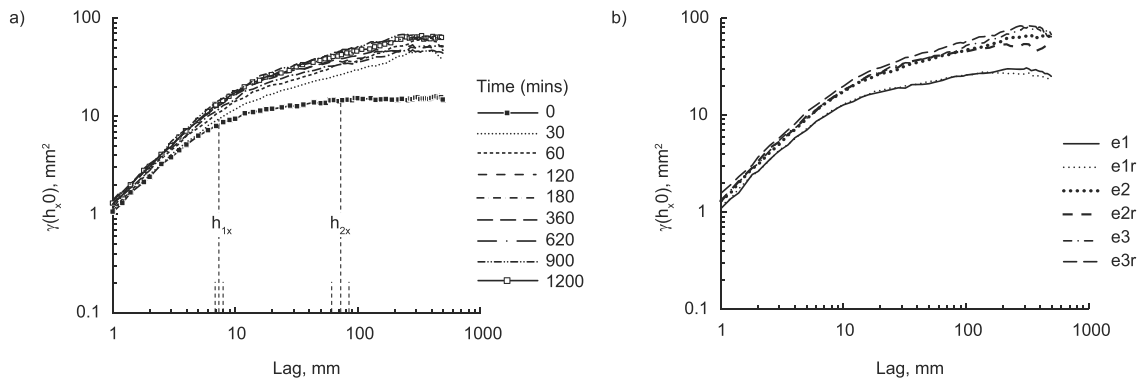 a)
100
10
1
0.1
γ(hₓ0), mm²
h₁ₓ
h₂ₓ
1
10
100
1000
Lag, mm
Time (mins)
0
30
60
120
180
360
620
900
1200
b)
100
10
1
0.1
γ(hₓ0), mm²
1
10
100
1000
Lag, mm
e1
e1r
e2
e2r
e3
e3r